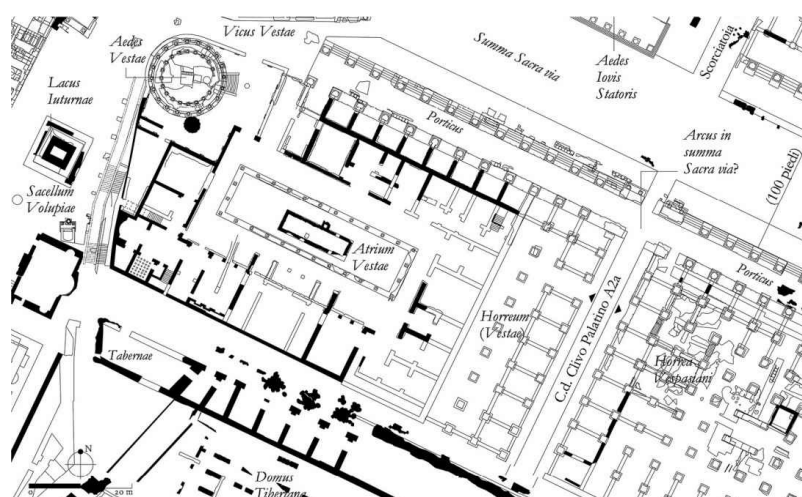 Vicus Vestae
Aedes
Vestae
Summa Sacra via
Aedes
Iovis
Statoris
Scorciatoia
Lacus
Iuturnae
Porticus
Arcus in
summa
Sacra via?
(100 piedi)
Sacellum
Volupiae
Atrium
Vestae
Porticus
Horreum
(Vestae)
C.d. Clivo Palatino A2a
Horrea
Vespasiani
Tabernae
N
0
20 m
Domus
Tiberiana